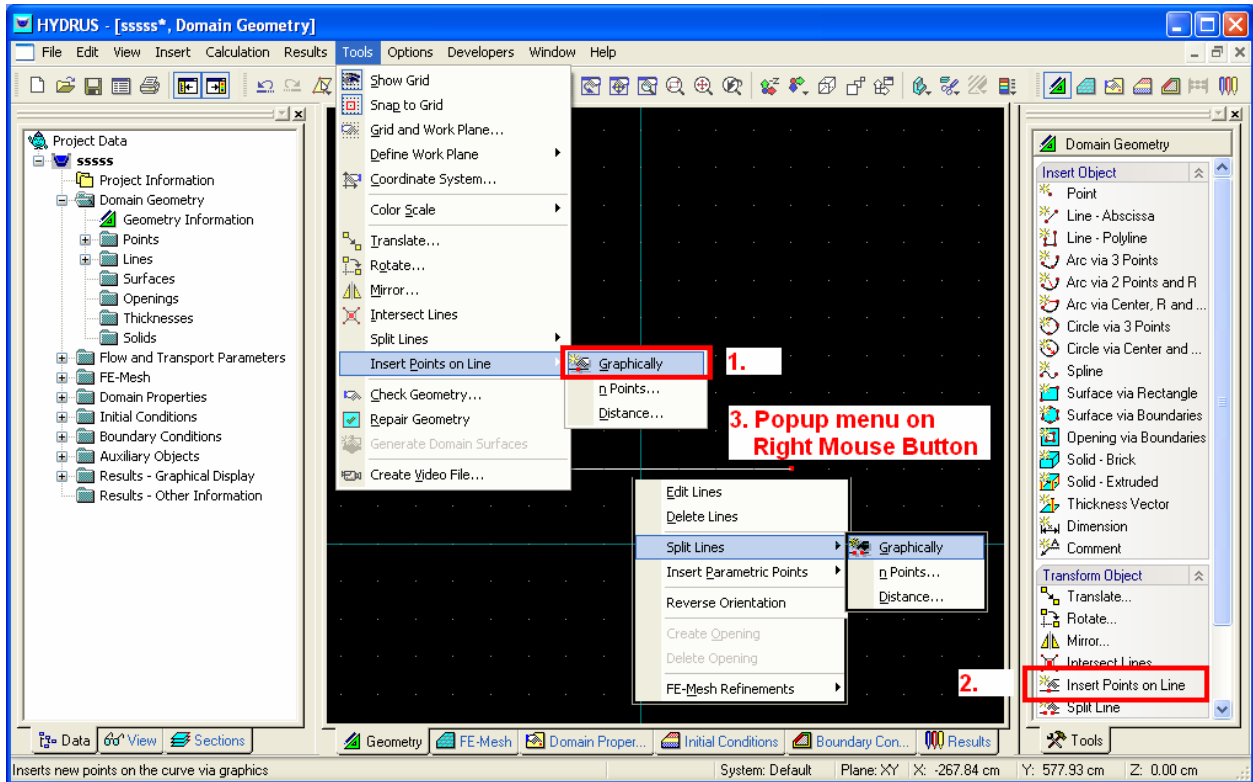 HYDRUS - [sssss*, Domain Geometry]
File Edit View Insert Calculation Results Tools Options Developers Window Help
Project Data
sssss
Project Information
Domain Geometry
Geometry Information
Points
Lines
Surfaces
Openings
Thicknesses
Solids
Flow and Transport Parameters
FE-Mesh
Domain Properties
Initial Conditions
Boundary Conditions
Auxiliary Objects
Results - Graphical Display
Results - Other Information
Data View Sections
Show Grid
Snap to Grid
Grid and Work Plane...
Define Work Plane
Coordinate System...
Color Scale
Translate...
Rotate...
Mirror...
Intersect Lines
Split Lines
Insert Points on Line
Check Geometry...
Repair Geometry
Generate Domain Surfaces
Create Video File...
Graphically
n Points...
Distance...
1.
3. Popup menu on
Right Mouse Button
Edit Lines
Delete Lines
Split Lines
Insert Parametric Points
Reverse Orientation
Create Opening
Delete Opening
FE-Mesh Refinements
Graphically
n Points...
Distance...
2.
Geometry FE-Mesh Domain Proper... Initial Conditions Boundary Con... Results
Domain Geometry
Insert Object
Point
Line - Abscissa
Line - Polyline
Arc via 3 Points
Arc via 2 Points and R
Arc via Center, R and ...
Circle via 3 Points
Circle via Center and ...
Spline
Surface via Rectangle
Surface via Boundaries
Opening via Boundaries
Solid - Brick
Solid - Extruded
Thickness Vector
Dimension
Comment
Transform Object
Translate...
Rotate...
Mirror...
Intersect Lines
Insert Points on Line
Split Line
Tools
Inserts new points on the curve via graphics
System: Default Plane: XY X: -267.84 cm Y: 577.93 cm Z: 0.00 cm